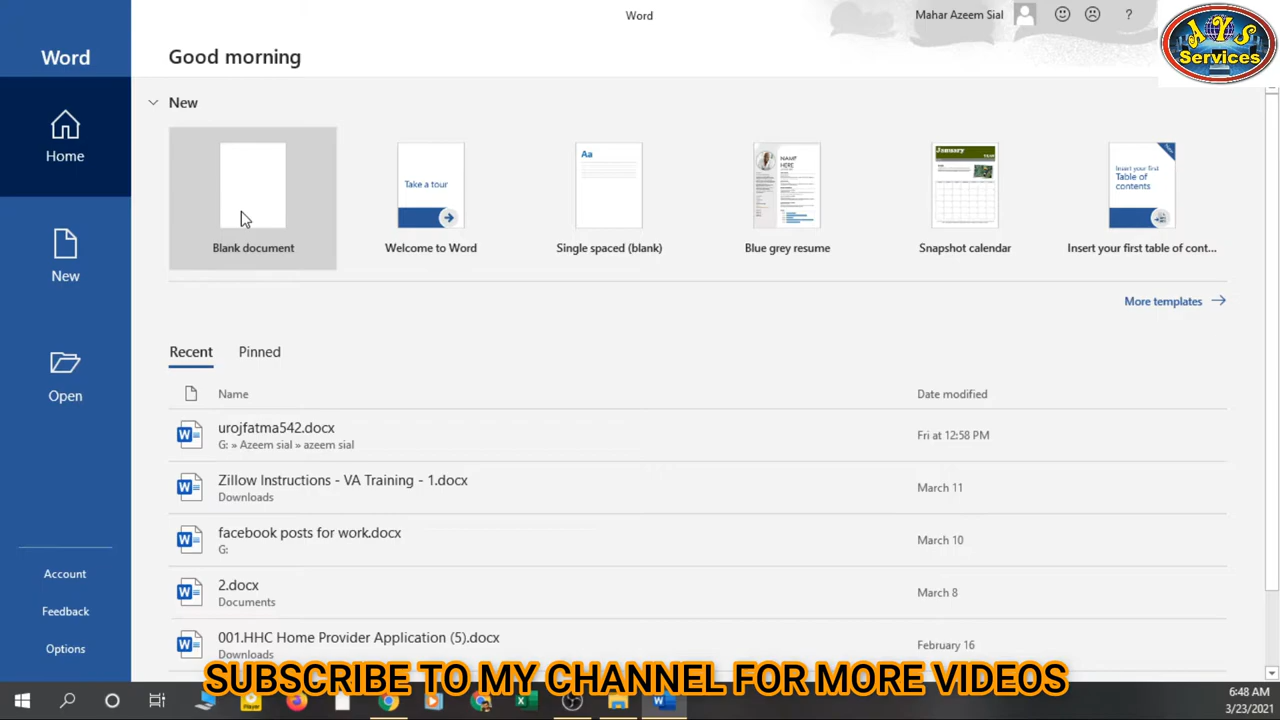 Word
Mahar Azeem Sial
?
AYS
Services
Word
Good morning
New
Home
January
Aa
NAME
HERE
Take a tour
Insert your first
Table of
contents
Blank document
Welcome to Word
Single spaced (blank)
Blue grey resume
Snapshot calendar
Insert your first table of cont...
New
More templates
Recent
Pinned
Open
Name
Date modified
urojfatma542.docx
G: » Azeem sial » azeem sial
Fri at 12:58 PM
Zillow Instructions - VA Training - 1.docx
Downloads
March 11
facebook posts for work.docx
G:
March 10
Account
2.docx
Documents
March 8
Feedback
Options
001.HHC Home Provider Application (5).docx
Downloads
February 16
SUBSCRIBE TO MY CHANNEL FOR MORE VIDEOS
6:48 AM
3/23/2021